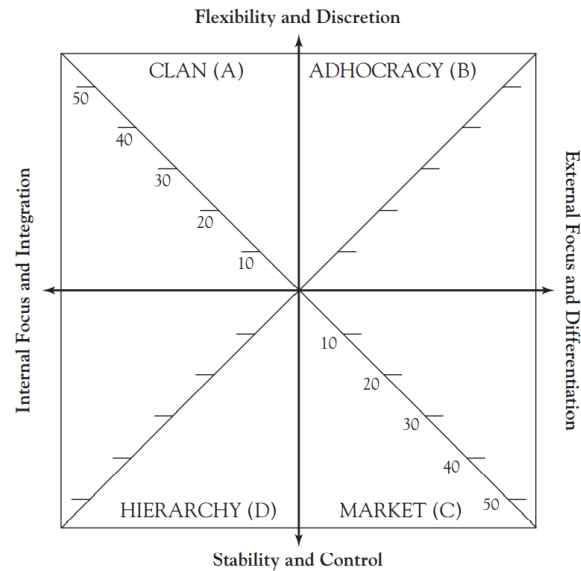 Flexibility and Discretion
CLAN (A)
ADHOCRACY (B)
50
40
30
20
10
Internal Focus and Integration
External Focus and Differentiation
10
20
30
40
50
HIERARCHY (D)
MARKET (C)
Stability and Control